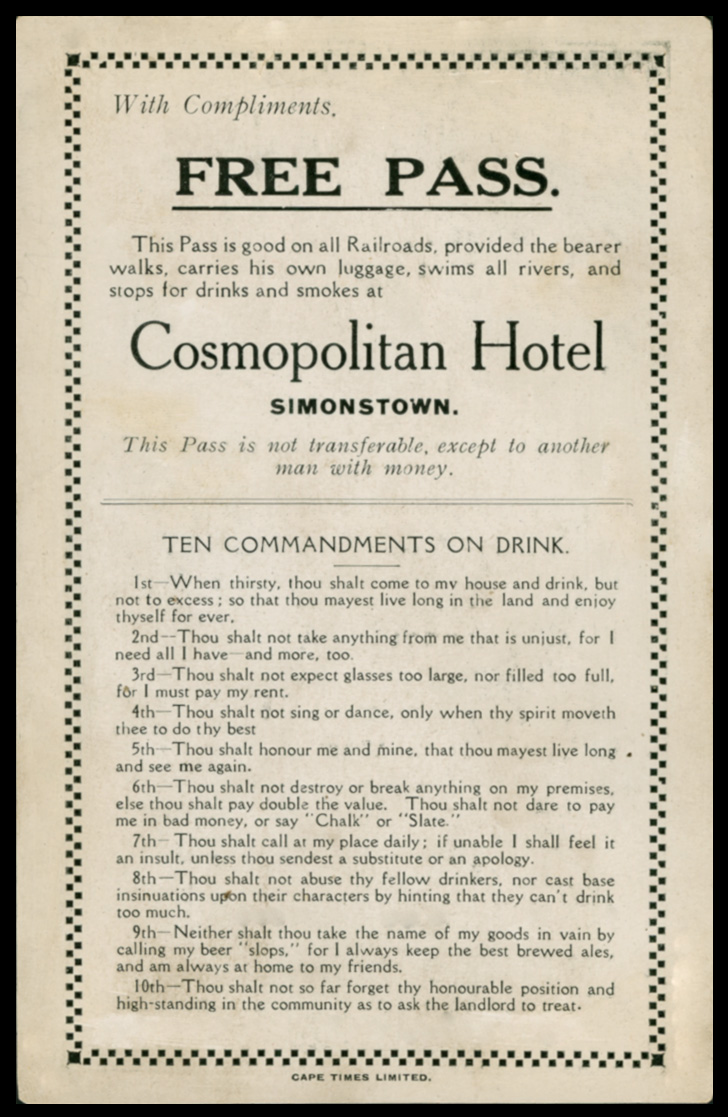 With Compliments.
FREE PASS.
This Pass is good on all Railroads, provided the bearer
walks, carries his own luggage, swims all rivers, and
stops for drinks and smokes at
Cosmopolitan Hotel
SIMONSTOWN.
This Pass is not transferable, except to another
man with money.
TEN COMMANDMENTS ON DRINK.
1st—When thirsty, thou shalt come to my house and drink, but
not to excess; so that thou mayest live long in the land and enjoy
thyself for ever.
2nd—Thou shalt not take anything from me that is unjust, for I
need all I have—and more, too.
3rd—Thou shalt not expect glasses too large, nor filled too full,
for I must pay my rent.
4th—Thou shalt not sing or dance, only when thy spirit moveth
thee to do thy best
5th—Thou shalt honour me and mine, that thou mayest live long
and see me again.
6th—Thou shalt not destroy or break anything on my premises,
else thou shalt pay double the value. Thou shalt not dare to pay
me in bad money, or say "Chalk" or "Slate."
7th—Thou shalt call at my place daily; if unable I shall feel it
an insult, unless thou sendest a substitute or an apology.
8th—Thou shalt not abuse thy fellow drinkers, nor cast base
insinuations upon their characters by hinting that they can't drink
too much.
9th—Neither shalt thou take the name of my goods in vain by
calling my beer "slops," for I always keep the best brewed ales,
and am always at home to my friends.
10th—Thou shalt not so far forget thy honourable position and
high-standing in the community as to ask the landlord to treat.
CAPE TIMES LIMITED.